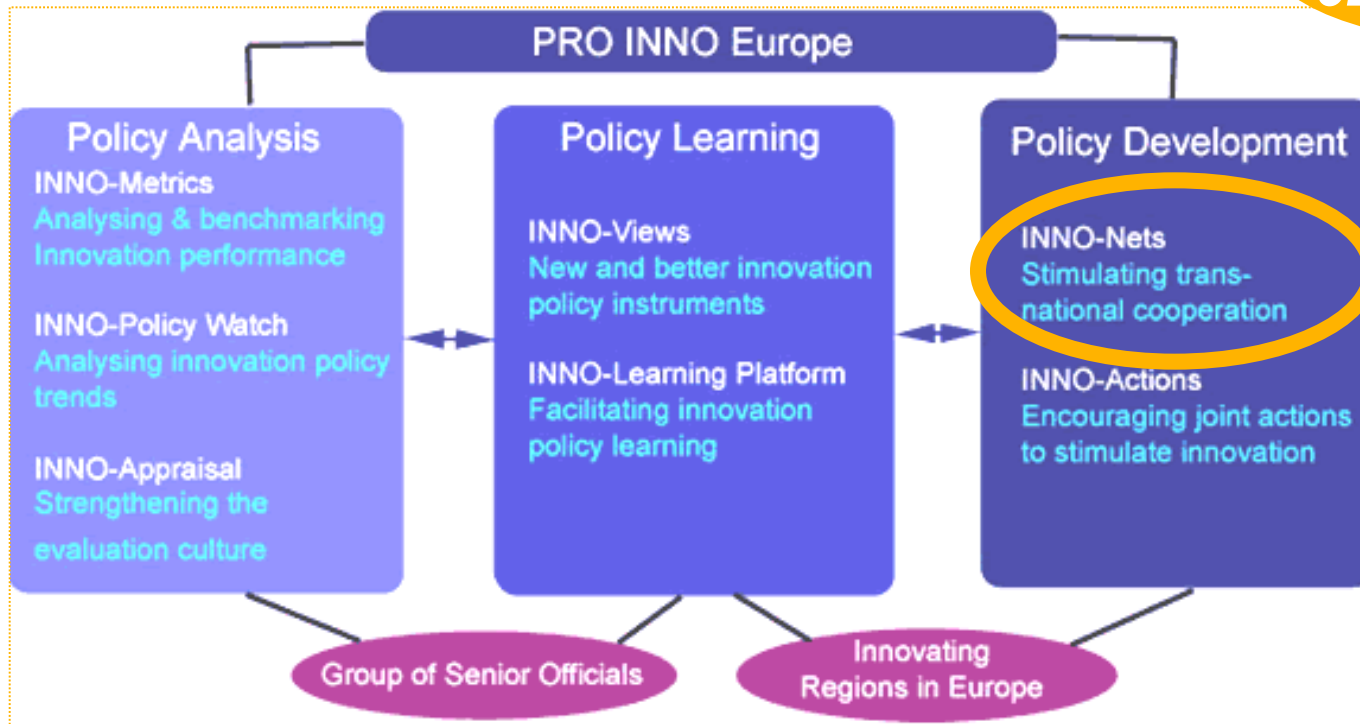 PRO INNO Europe
Policy Analysis
INNO-Metrics
Analysing & benchmarking
Innovation performance
INNO-Policy Watch
Analysing innovation policy
trends
INNO-Appraisal
Strengthening the
evaluation culture
Policy Learning
INNO-Views
New and better innovation
policy instruments
INNO-Learning Platform
Facilitating innovation
policy learning
Policy Development
INNO-Nets
Stimulating trans-
national cooperation
INNO-Actions
Encouraging joint actions
to stimulate innovation
Group of Senior Officials
Innovating
Regions in Europe